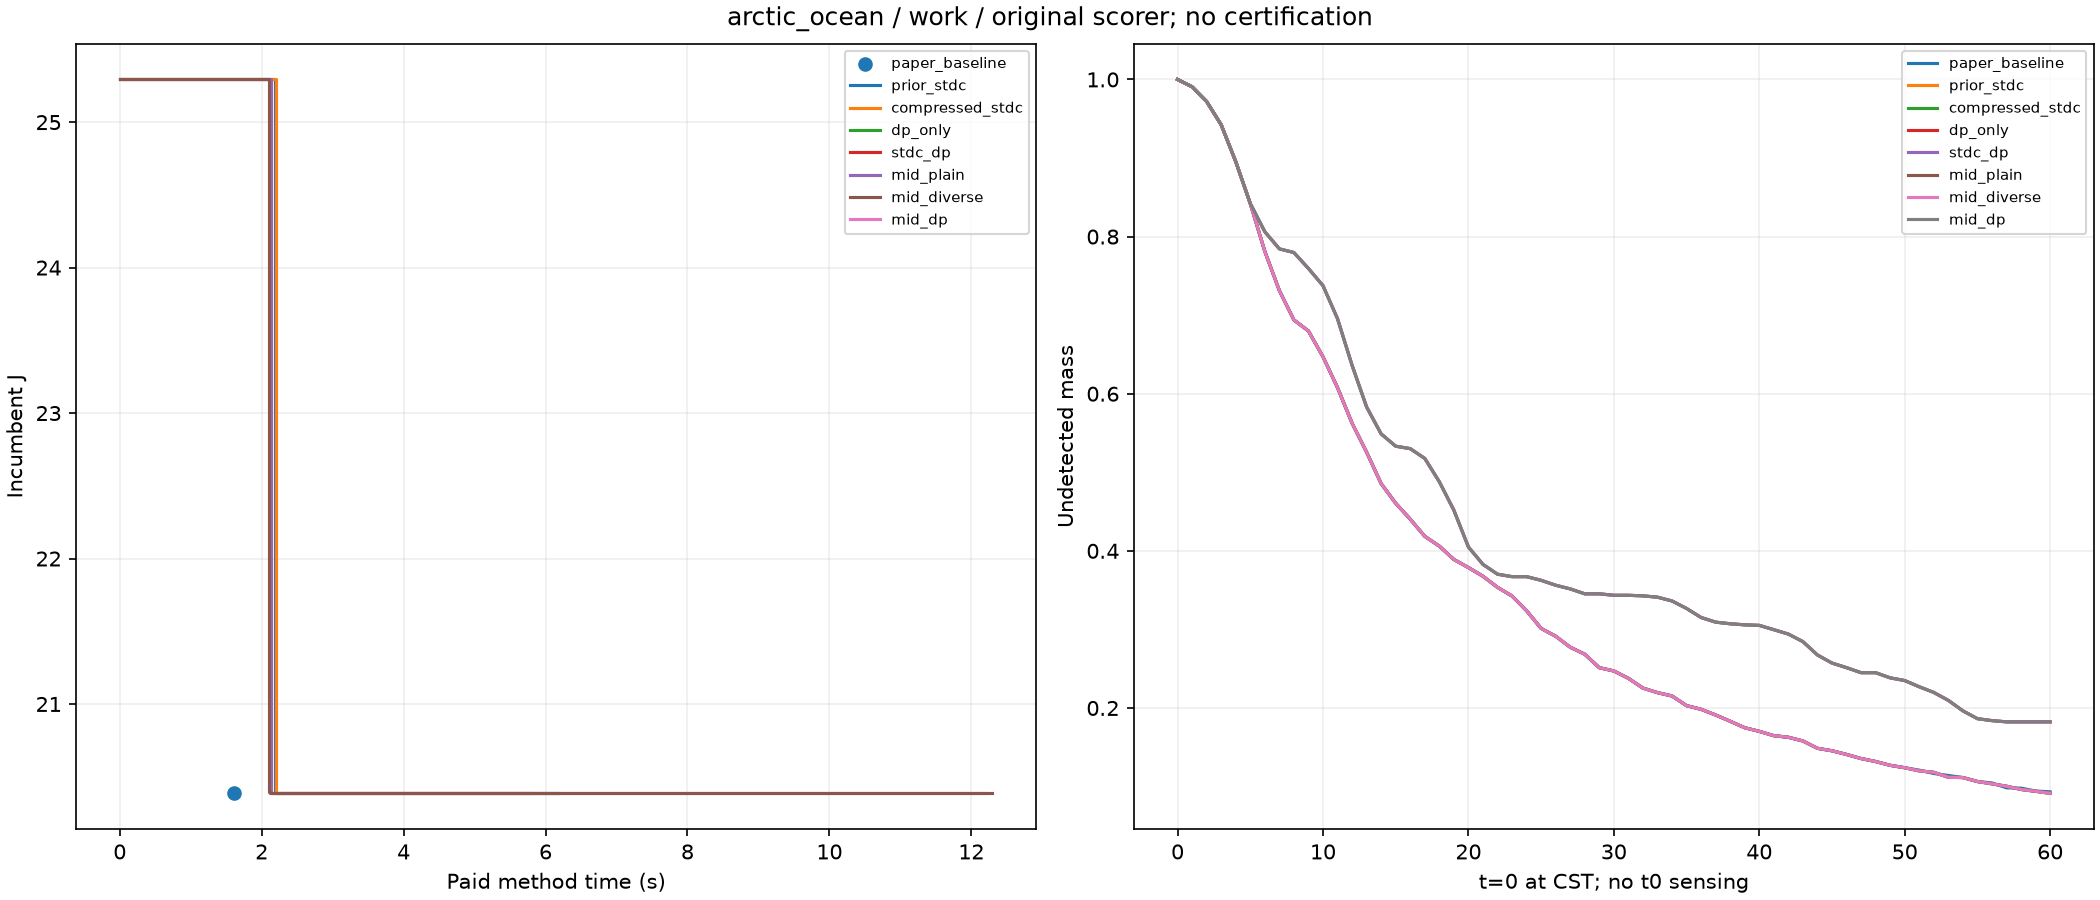 arctic_ocean / work / original scorer; no certification
Incumbent J
25
24
23
22
21
0
2
4
6
8
10
12
Paid method time (s)
paper_baseline
prior_stdc
compressed_stdc
dp_only
stdc_dp
mid_plain
mid_diverse
mid_dp
Undetected mass
1.0
0.8
0.6
0.4
0.2
0
10
20
30
40
50
60
t=0 at CST; no t0 sensing
paper_baseline
prior_stdc
compressed_stdc
dp_only
stdc_dp
mid_plain
mid_diverse
mid_dp